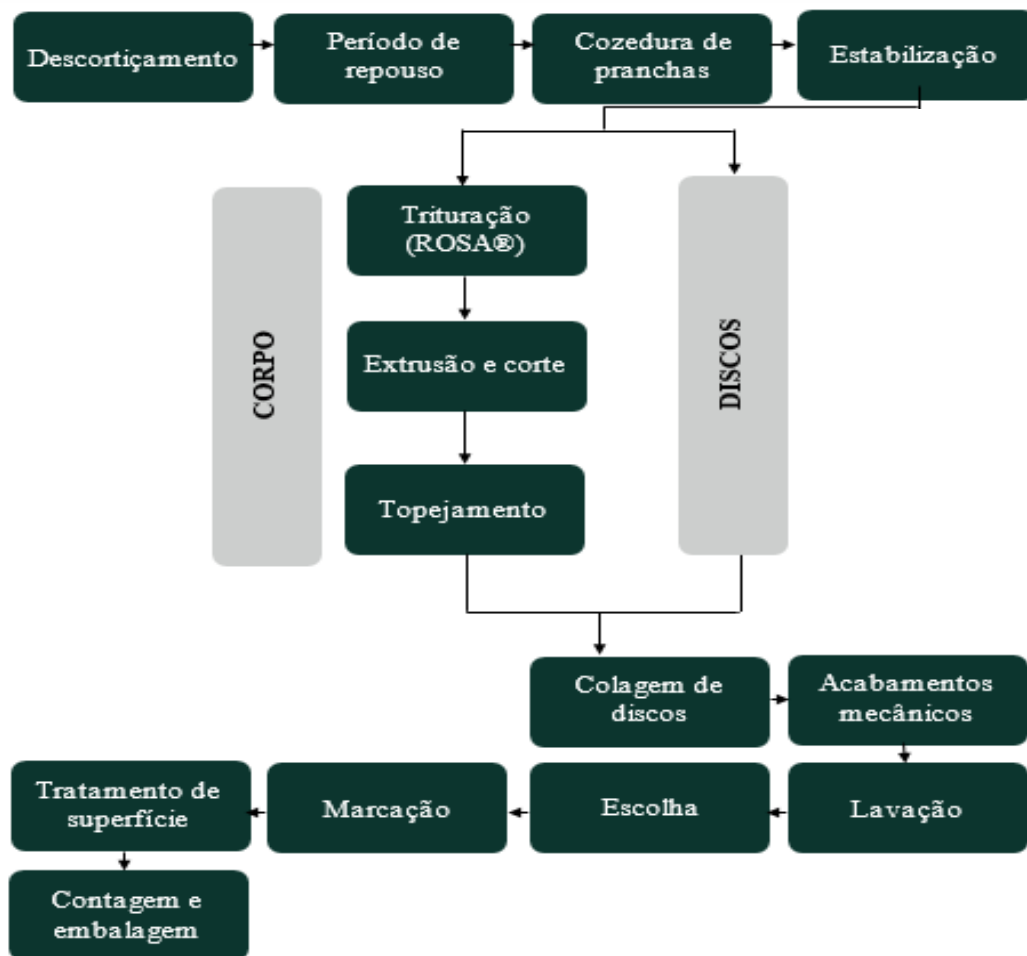 Descortiçamento
Período de
repouso
Cozedura de
pranchas
Estabilização
CORPO
Trituração
(ROSA®)
Extrusão e corte
Topejamento
DISCOS
Colagem de
discos
Acabamentos
mecânicos
Lavação
Escolha
Marcação
Tratamento de
superfície
Contagem e
embalagem